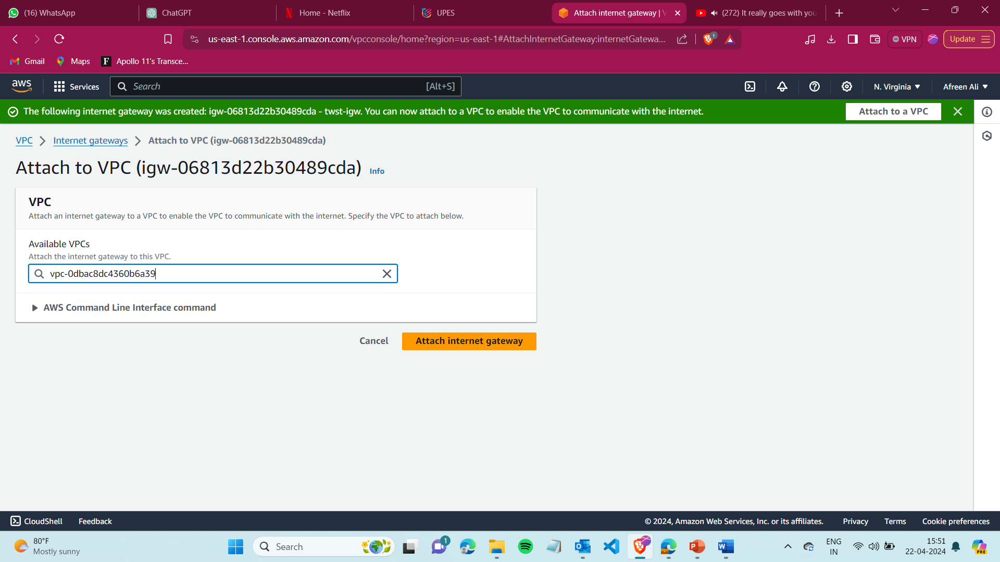 (16) WhatsApp
ChatGPT
Home - Netflix
UPES
Attach internet gateway | V
(272) It really goes with you
us-east-1.console.aws.amazon.com/vpcconsole/home?region=us-east-1#AttachInternetGateway:internetGatewa...
1
VPN
Update
Gmail
Maps
F
Apollo 11's Transce...
aws
Services
Search
[Alt+S]
N. Virginia
Afreen Ali
The following internet gateway was created: igw-06813d22b30489cda - twst-igw. You can now attach to a VPC to enable the VPC to communicate with the internet.
Attach to a VPC
VPC
Internet gateways
Attach to VPC (igw-06813d22b30489cda)
Attach to VPC (igw-06813d22b30489cda)
Info
VPC
Attach an internet gateway to a VPC to enable the VPC to communicate with the internet. Specify the VPC to attach below.
Available VPCs
Attach the internet gateway to this VPC.
vpc-0dbac8dc4360b6a39
AWS Command Line Interface command
Cancel
Attach internet gateway
CloudShell
Feedback
© 2024, Amazon Web Services, Inc. or its affiliates.
Privacy
Terms
Cookie preferences
80°F
Mostly sunny
Search
1
ENG
IN
15:51
22-04-2024
PRE